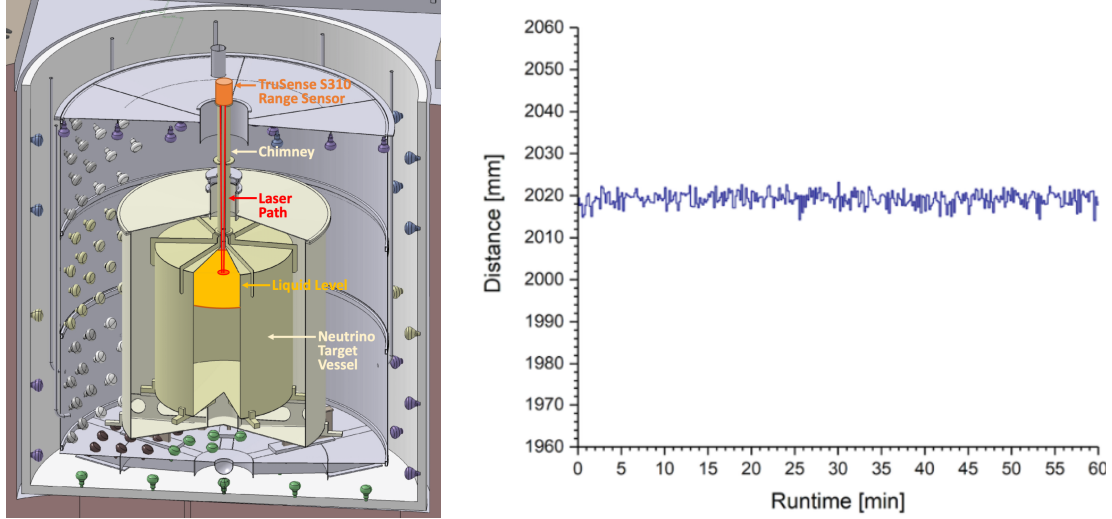 TruSense S310
Range Sensor
Chimney
Laser
Path
Liquid Level
Neutrino
Target
Vessel
Distance [mm]
2060
2050
2040
2030
2020
2010
2000
1990
1980
1970
1960
0 5 10 15 20 25 30 35 40 45 50 55 60
Runtime [min]